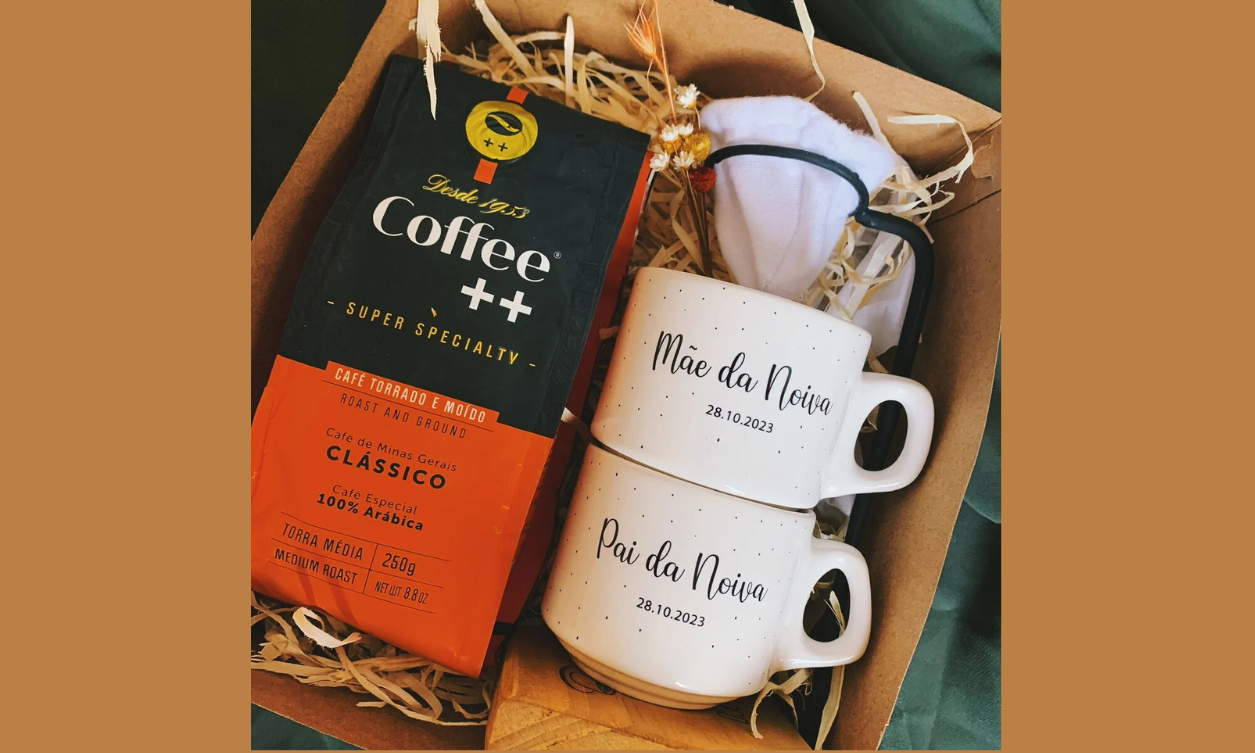 ++
Desde 1953
Coffee®
++
- SUPER SPECIALTY -
CAFÉ TORRADO E MOÍDO
ROAST AND GROUND
Café de Minas Gerais
CLÁSSICO
Café Especial
100% Arábica
TORRA MÉDIA
MEDIUM ROAST
250g
NET WT. 8.8 OZ
Mãe da Noiva
28.10.2023
Pai da Noiva
28.10.2023